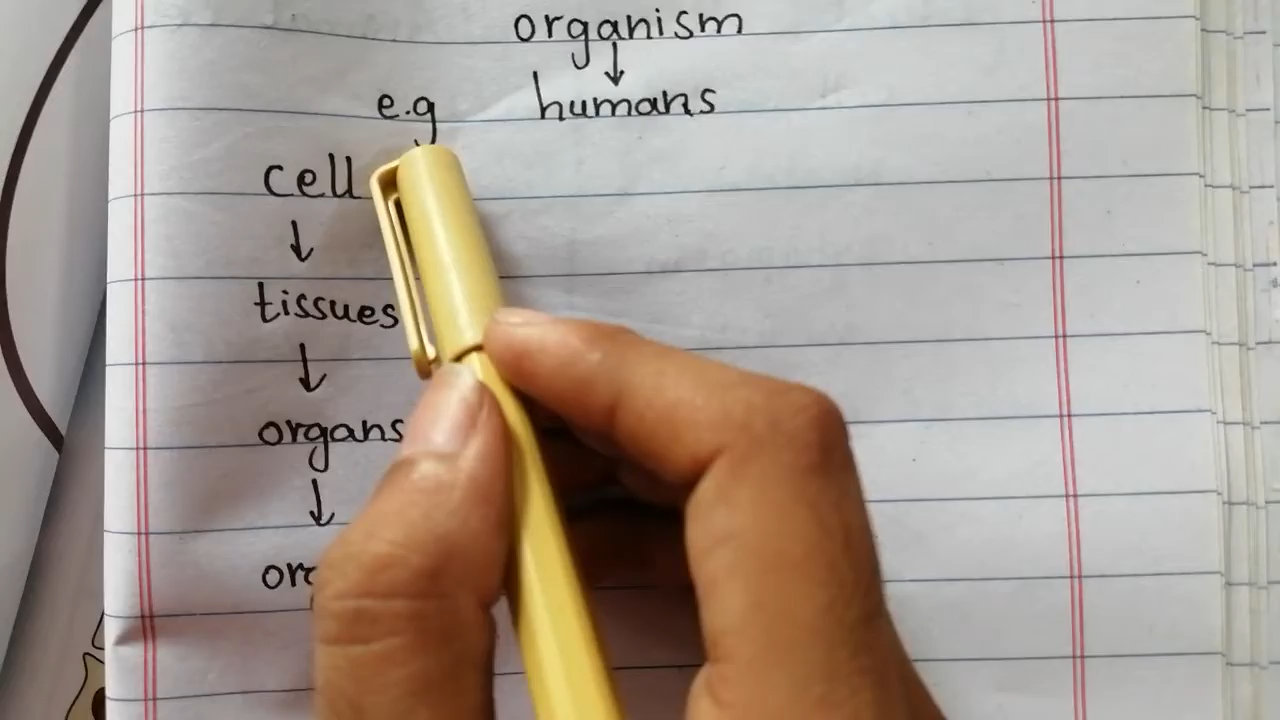 organism
↓
e.g humans
cell
↓
tissues
↓
organs
↓